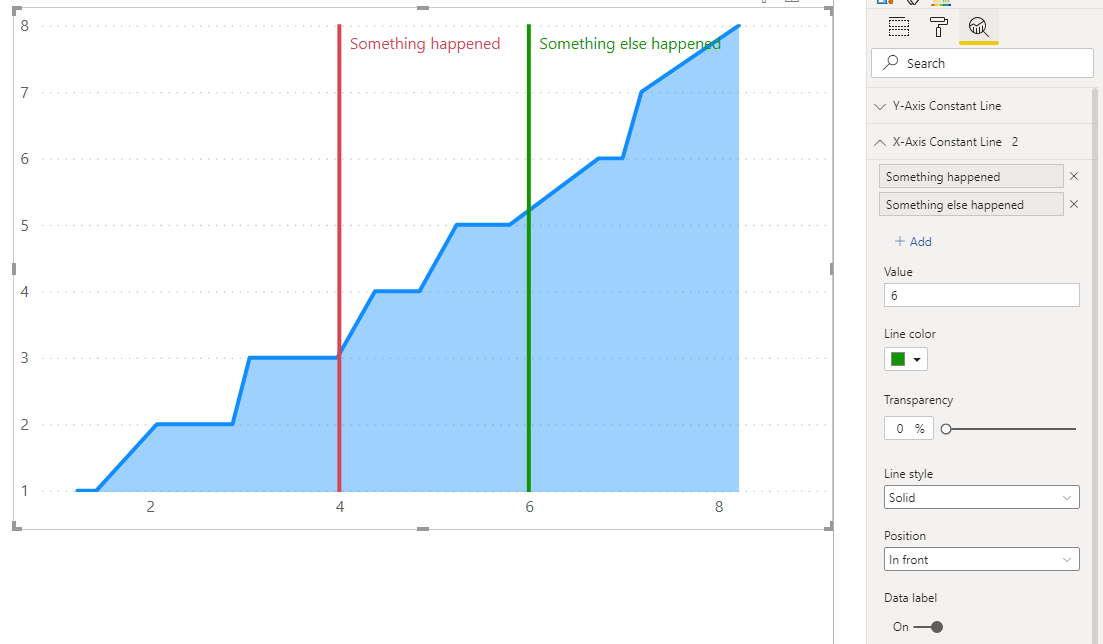 8
Something happened
Something else happened
7
6
5
4
3
2
1
2
4
6
8
Search
Y-Axis Constant Line
X-Axis Constant Line 2
Something happened
Something else happened
+ Add
Value
6
Line color
Transparency
0 %
Line style
Solid
Position
In front
Data label
On